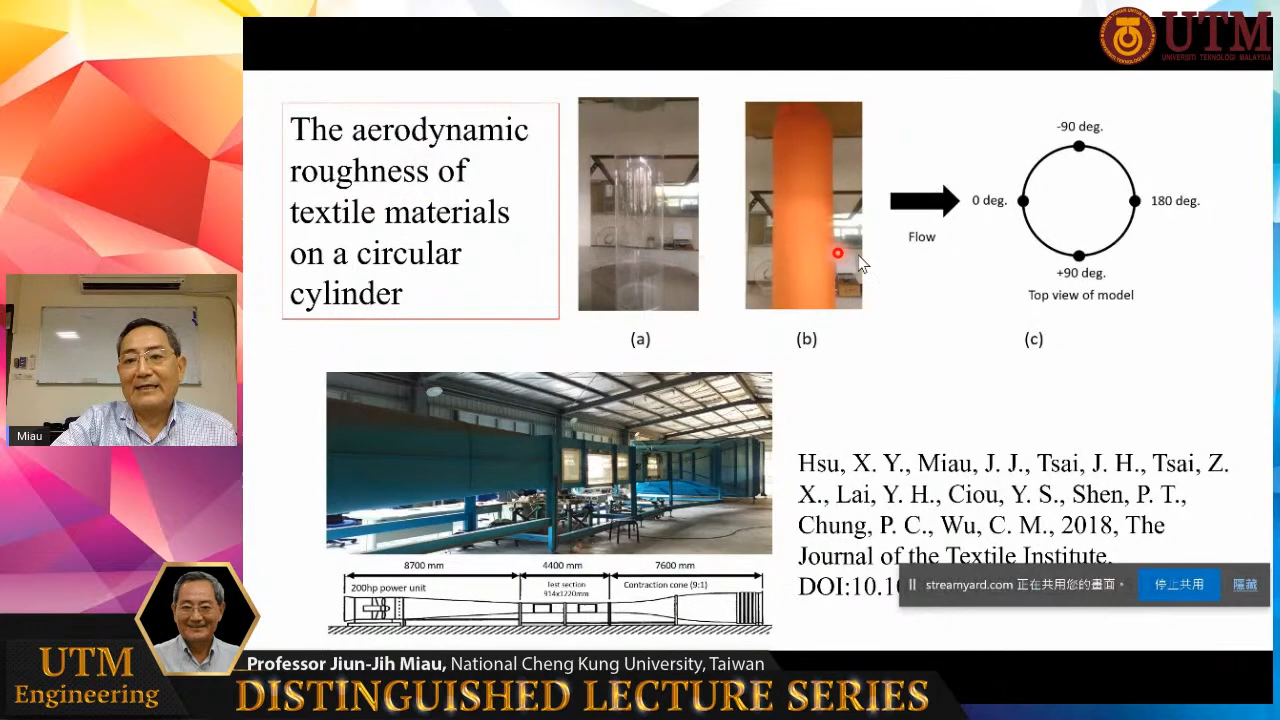 UTM
UNIVERSITI TEKNOLOGI MALAYSIA
The aerodynamic
roughness of
textile materials
on a circular
cylinder
(a)
(b)
Flow
-90 deg.
0 deg.
180 deg.
+90 deg.
Top view of model
(c)
Miau
8700 mm
4400 mm
7600 mm
200hp power unit
Test section
914x1220mm
Contraction cone (9:1)
Hsu, X. Y., Miau, J. J., Tsai, J. H., Tsai, Z.
X., Lai, Y. H., Ciou, Y. S., Shen, P. T.,
Chung, P. C., Wu, C. M., 2018, The
Journal of the Textile Institute.
DOI:10.10
streamyard.com 正在共用您的畫面。
停止共用
隱藏
UTM
Engineering
Professor Jiun-Jih Miau, National Cheng Kung University, Taiwan
DISTINGUISHED LECTURE SERIES